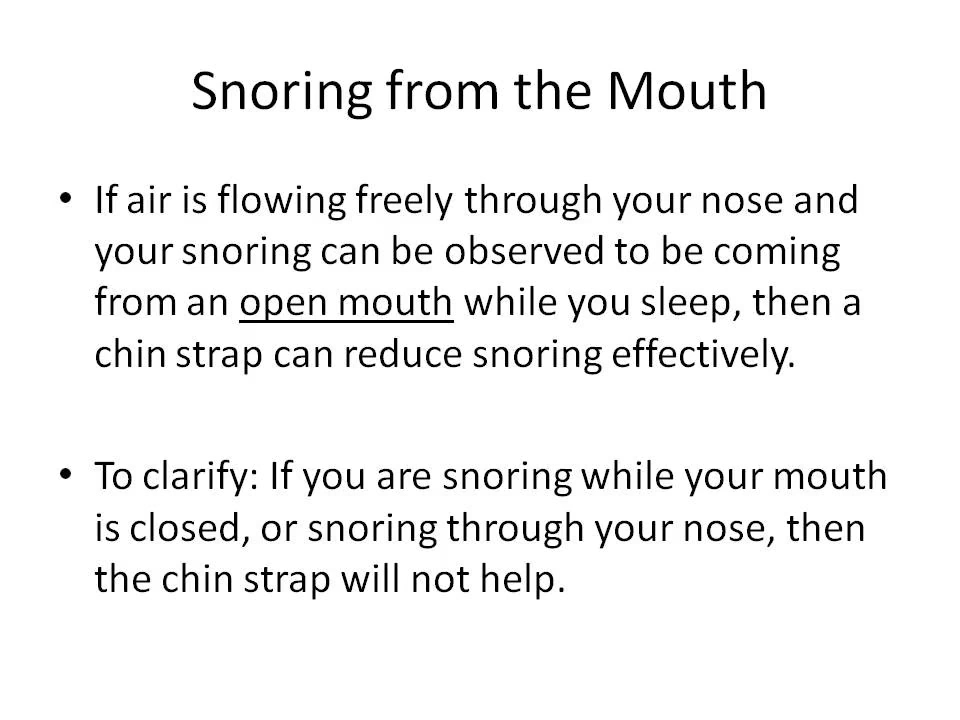 Snoring from the Mouth
• If air is flowing freely through your nose and
your snoring can be observed to be coming
from an open mouth while you sleep, then a
chin strap can reduce snoring effectively.
• To clarify: If you are snoring while your mouth
is closed, or snoring through your nose, then
the chin strap will not help.